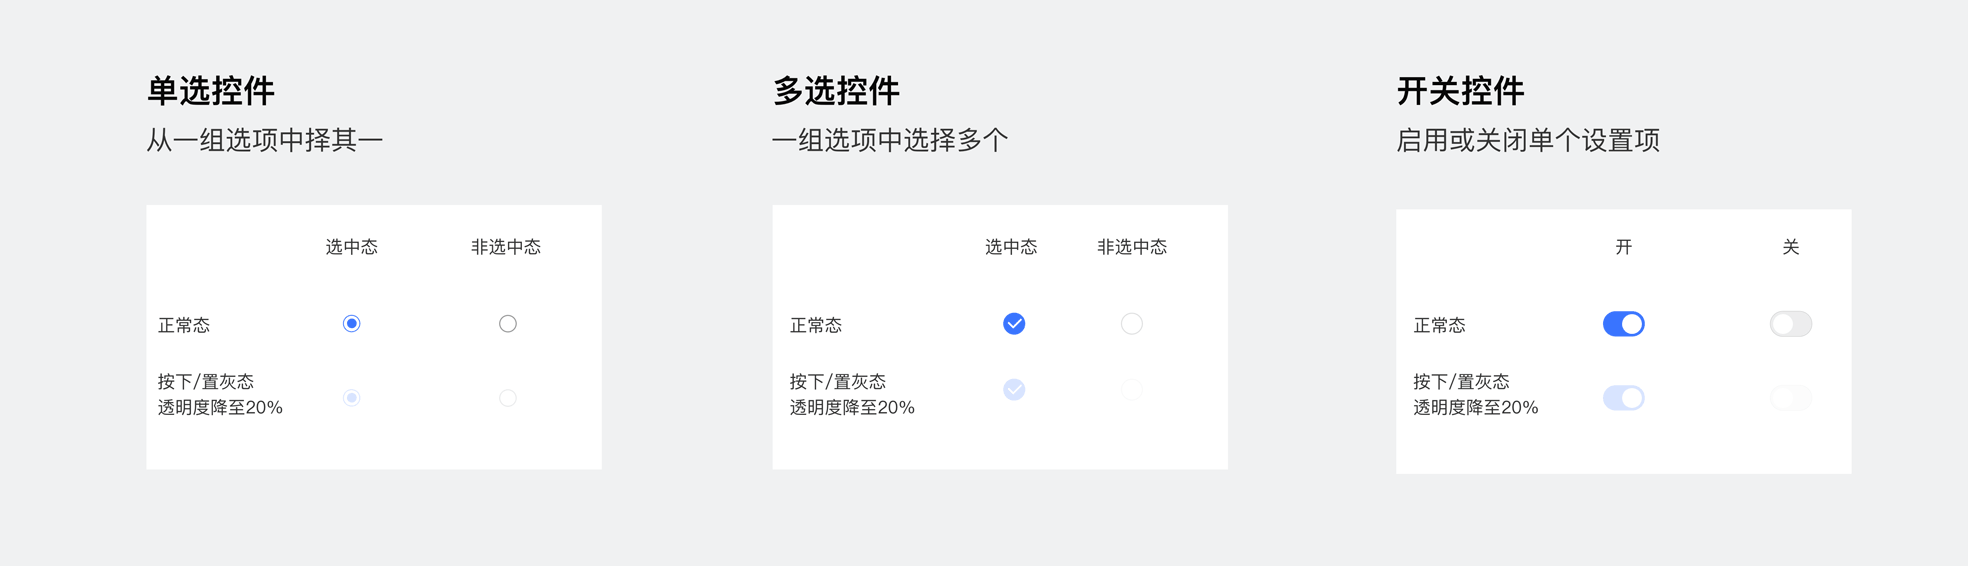 单选控件
从一组选项中择其一
选中态
非选中态
正常态
按下/置灰态
透明度降至20%
多选控件
一组选项中选择多个
选中态
非选中态
正常态
按下/置灰态
透明度降至20%
开关控件
启用或关闭单个设置项
开
关
正常态
按下/置灰态
透明度降至20%